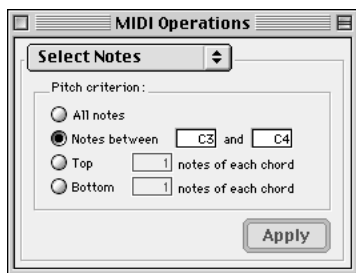 MIDI Operations
Select Notes
Pitch criterion:
All notes
Notes between C3 and C4
Top 1 notes of each chord
Bottom 1 notes of each chord
Apply